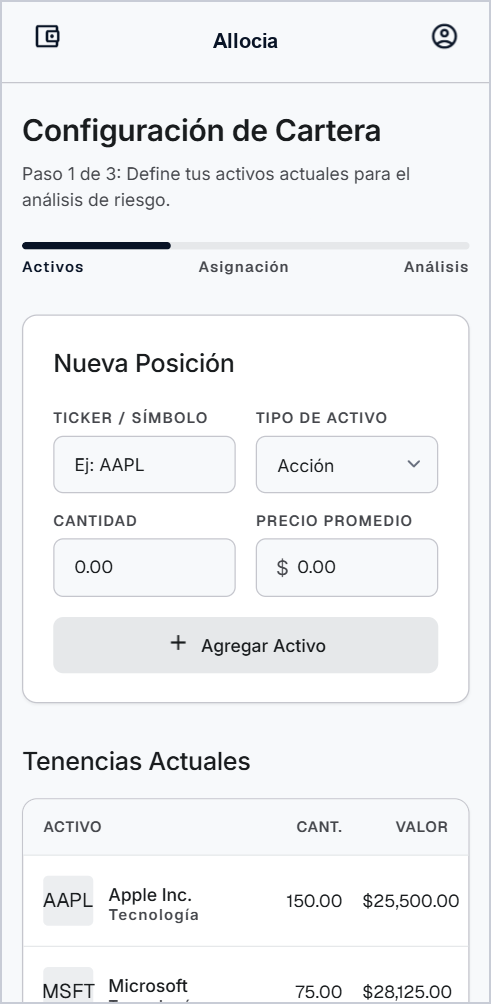 Allocia
Configuración de Cartera
Paso 1 de 3: Define tus activos actuales para el
análisis de riesgo.
Activos Asignación Análisis
Nueva Posición
TICKER / SÍMBOLO TIPO DE ACTIVO
Ej: AAPL Acción
CANTIDAD PRECIO PROMEDIO
0.00 $ 0.00
+ Agregar Activo
Tenencias Actuales
ACTIVO CANT. VALOR
AAPL Apple Inc. 150.00 $25,500.00
Tecnología
MSFT Microsoft 75.00 $28,125.00